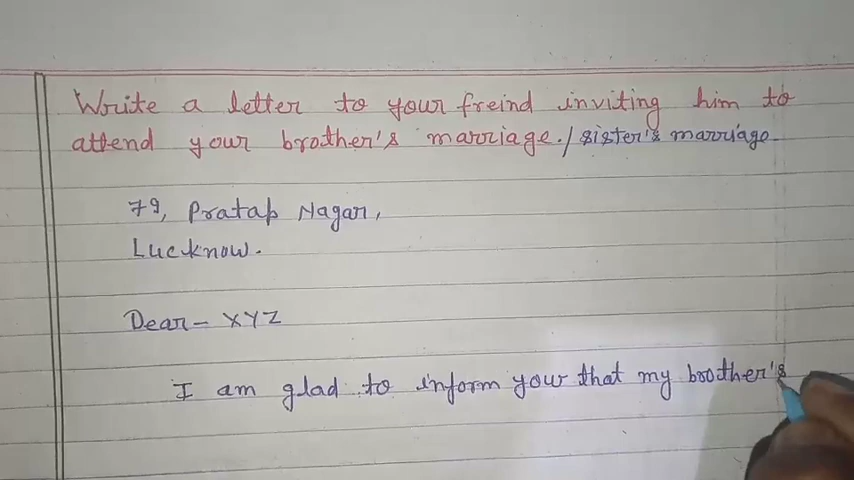 Write a letter to your freind inviting him to
attend your brother's marriage./sister's marriage.
79, Pratap Nagar,
Lucknow.
Dear- XYZ
I am glad to inform your that my brother's